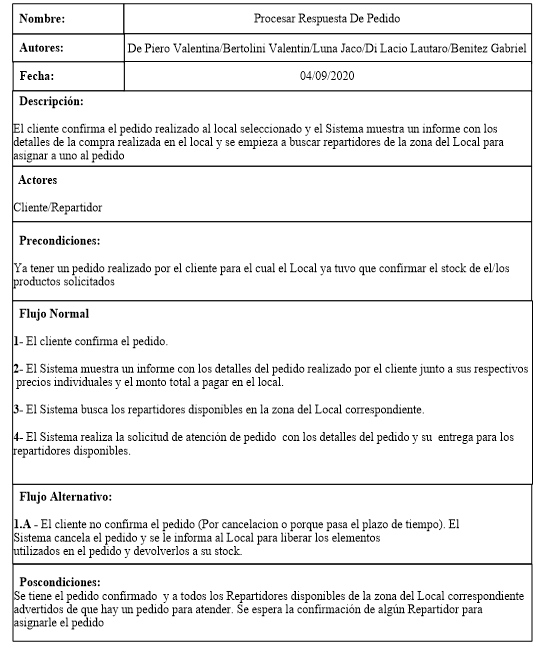 Nombre: Procesar Respuesta De Pedido
Autores: De Piero Valentina/Bertolini Valentin/Luna Jaco/Di Lacio Lautaro/Benitez Gabriel
Fecha: 04/09/2020
Descripción:
El cliente confirma el pedido realizado al local seleccionado y el Sistema muestra un informe con los
detalles de la compra realizada en el local y se empieza a buscar repartidores de la zona del Local para
asignar a uno al pedido
Actores
Cliente/Repartidor
Precondiciones:
Ya tener un pedido realizado por el cliente para el cual el Local ya tuvo que confirmar el stock de el/los
productos solicitados
Flujo Normal
1- El cliente confirma el pedido.
2- El Sistema muestra un informe con los detalles del pedido realizado por el cliente junto a sus respectivos
precios individuales y el monto total a pagar en el local.
3- El Sistema busca los repartidores disponibles en la zona del Local correspondiente.
4- El Sistema realiza la solicitud de atención de pedido con los detalles del pedido y su entrega para los
repartidores disponibles.
Flujo Alternativo:
1.A - El cliente no confirma el pedido (Por cancelacion o porque pasa el plazo de tiempo). El
Sistema cancela el pedido y se le informa al Local para liberar los elementos
utilizados en el pedido y devolverlos a su stock.
Poscondiciones:
Se tiene el pedido confirmado y a todos los Repartidores disponibles de la zona del Local correspondiente
advertidos de que hay un pedido para atender. Se espera la confirmación de algún Repartidor para
asignarle el pedido